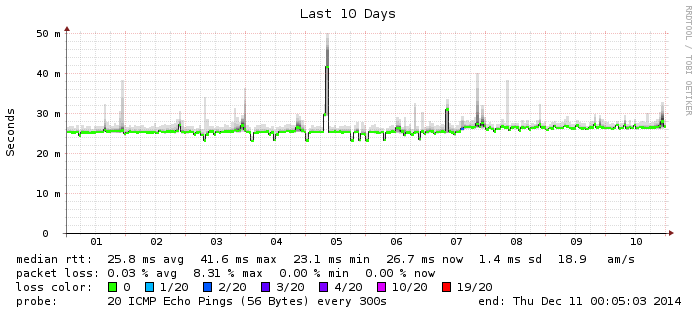 Last 10 Days
RRDTOOL / TOBI OETIKER
Seconds
50 m
40 m
30 m
20 m
10 m
0
01 02 03 04 05 06 07 08 09 10
median rtt: 25.8 ms avg 41.6 ms max 23.1 ms min 26.7 ms now 1.4 ms sd 18.9 am/s
packet loss: 0.03 % avg 8.31 % max 0.00 % min 0.00 % now
loss color: 0 1/20 2/20 3/20 4/20 10/20 19/20
probe: 20 ICMP Echo Pings (56 Bytes) every 300s end: Thu Dec 11 00:05:03 2014